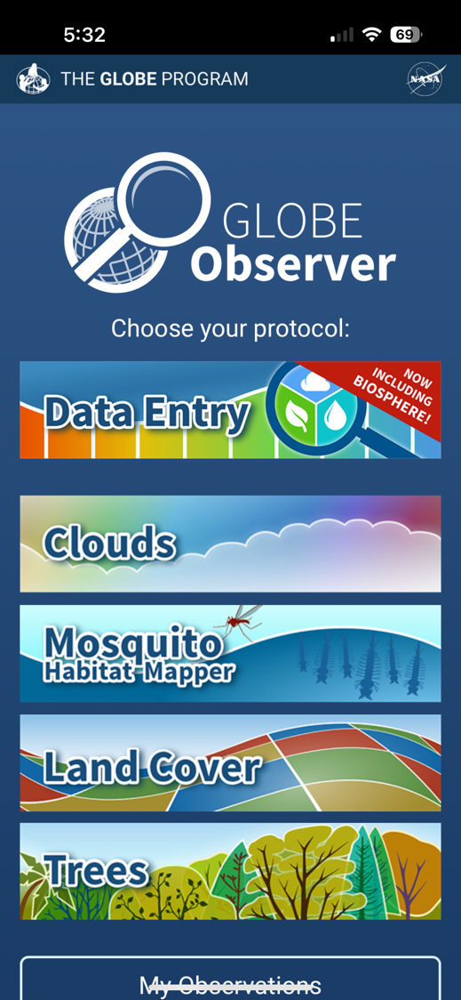 5:32
69
THE GLOBE PROGRAM
NASA
GLOBE
Observer
Choose your protocol:
Data Entry
NOW
INCLUDING
BIOSPHERE!
Clouds
Mosquito
Habitat Mapper
Land Cover
Trees
My Observations